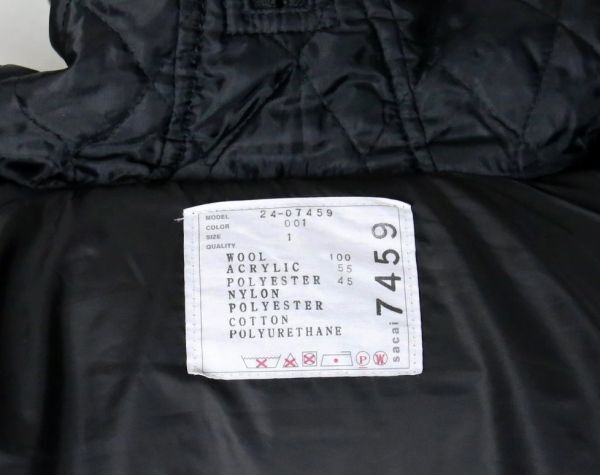 MODEL 24-07459
COLOR 001
SIZE 1
QUALITY
WOOL 100
ACRYLIC 55
POLYESTER 45
NYLON
POLYESTER
COTTON
POLYURETHANE
P W
sacai 7459